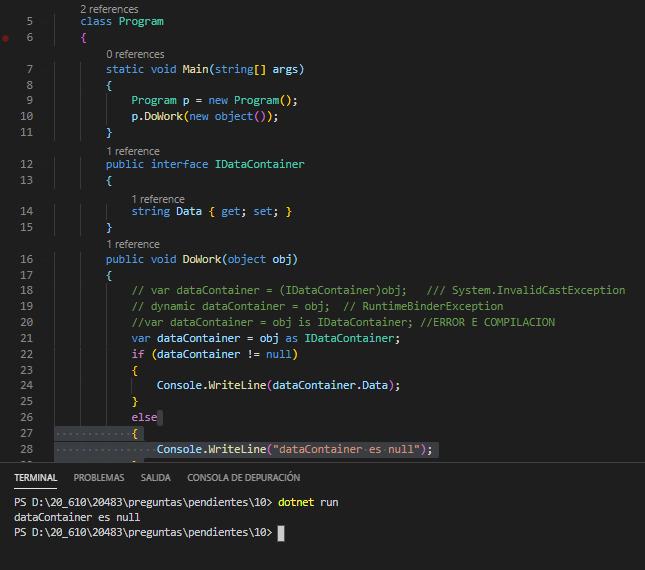 2 references
5 class Program
6 {
0 references
7 static void Main(string[] args)
8 {
9 Program p = new Program();
10 p.DoWork(new object());
11 }
1 reference
12 public interface IDataContainer
13 {
1 reference
14 string Data { get; set; }
15 }
1 reference
16 public void DoWork(object obj)
17 {
18 // var dataContainer = (IDataContainer)obj;   /// System.InvalidCastException
19 // dynamic dataContainer = obj;  // RuntimeBinderException
20 //var dataContainer = obj is IDataContainer; //ERROR E COMPILACION
21 var dataContainer = obj as IDataContainer;
22 if (dataContainer != null)
23 {
24 Console.WriteLine(dataContainer.Data);
25 }
26 else
27 {
28 Console.WriteLine("dataContainer es null");
TERMINAL PROBLEMAS SALIDA CONSOLA DE DEPURACIÓN
PS D:\20_610\20483\preguntas\pendientes\10> dotnet run
dataContainer es null
PS D:\20_610\20483\preguntas\pendientes\10>